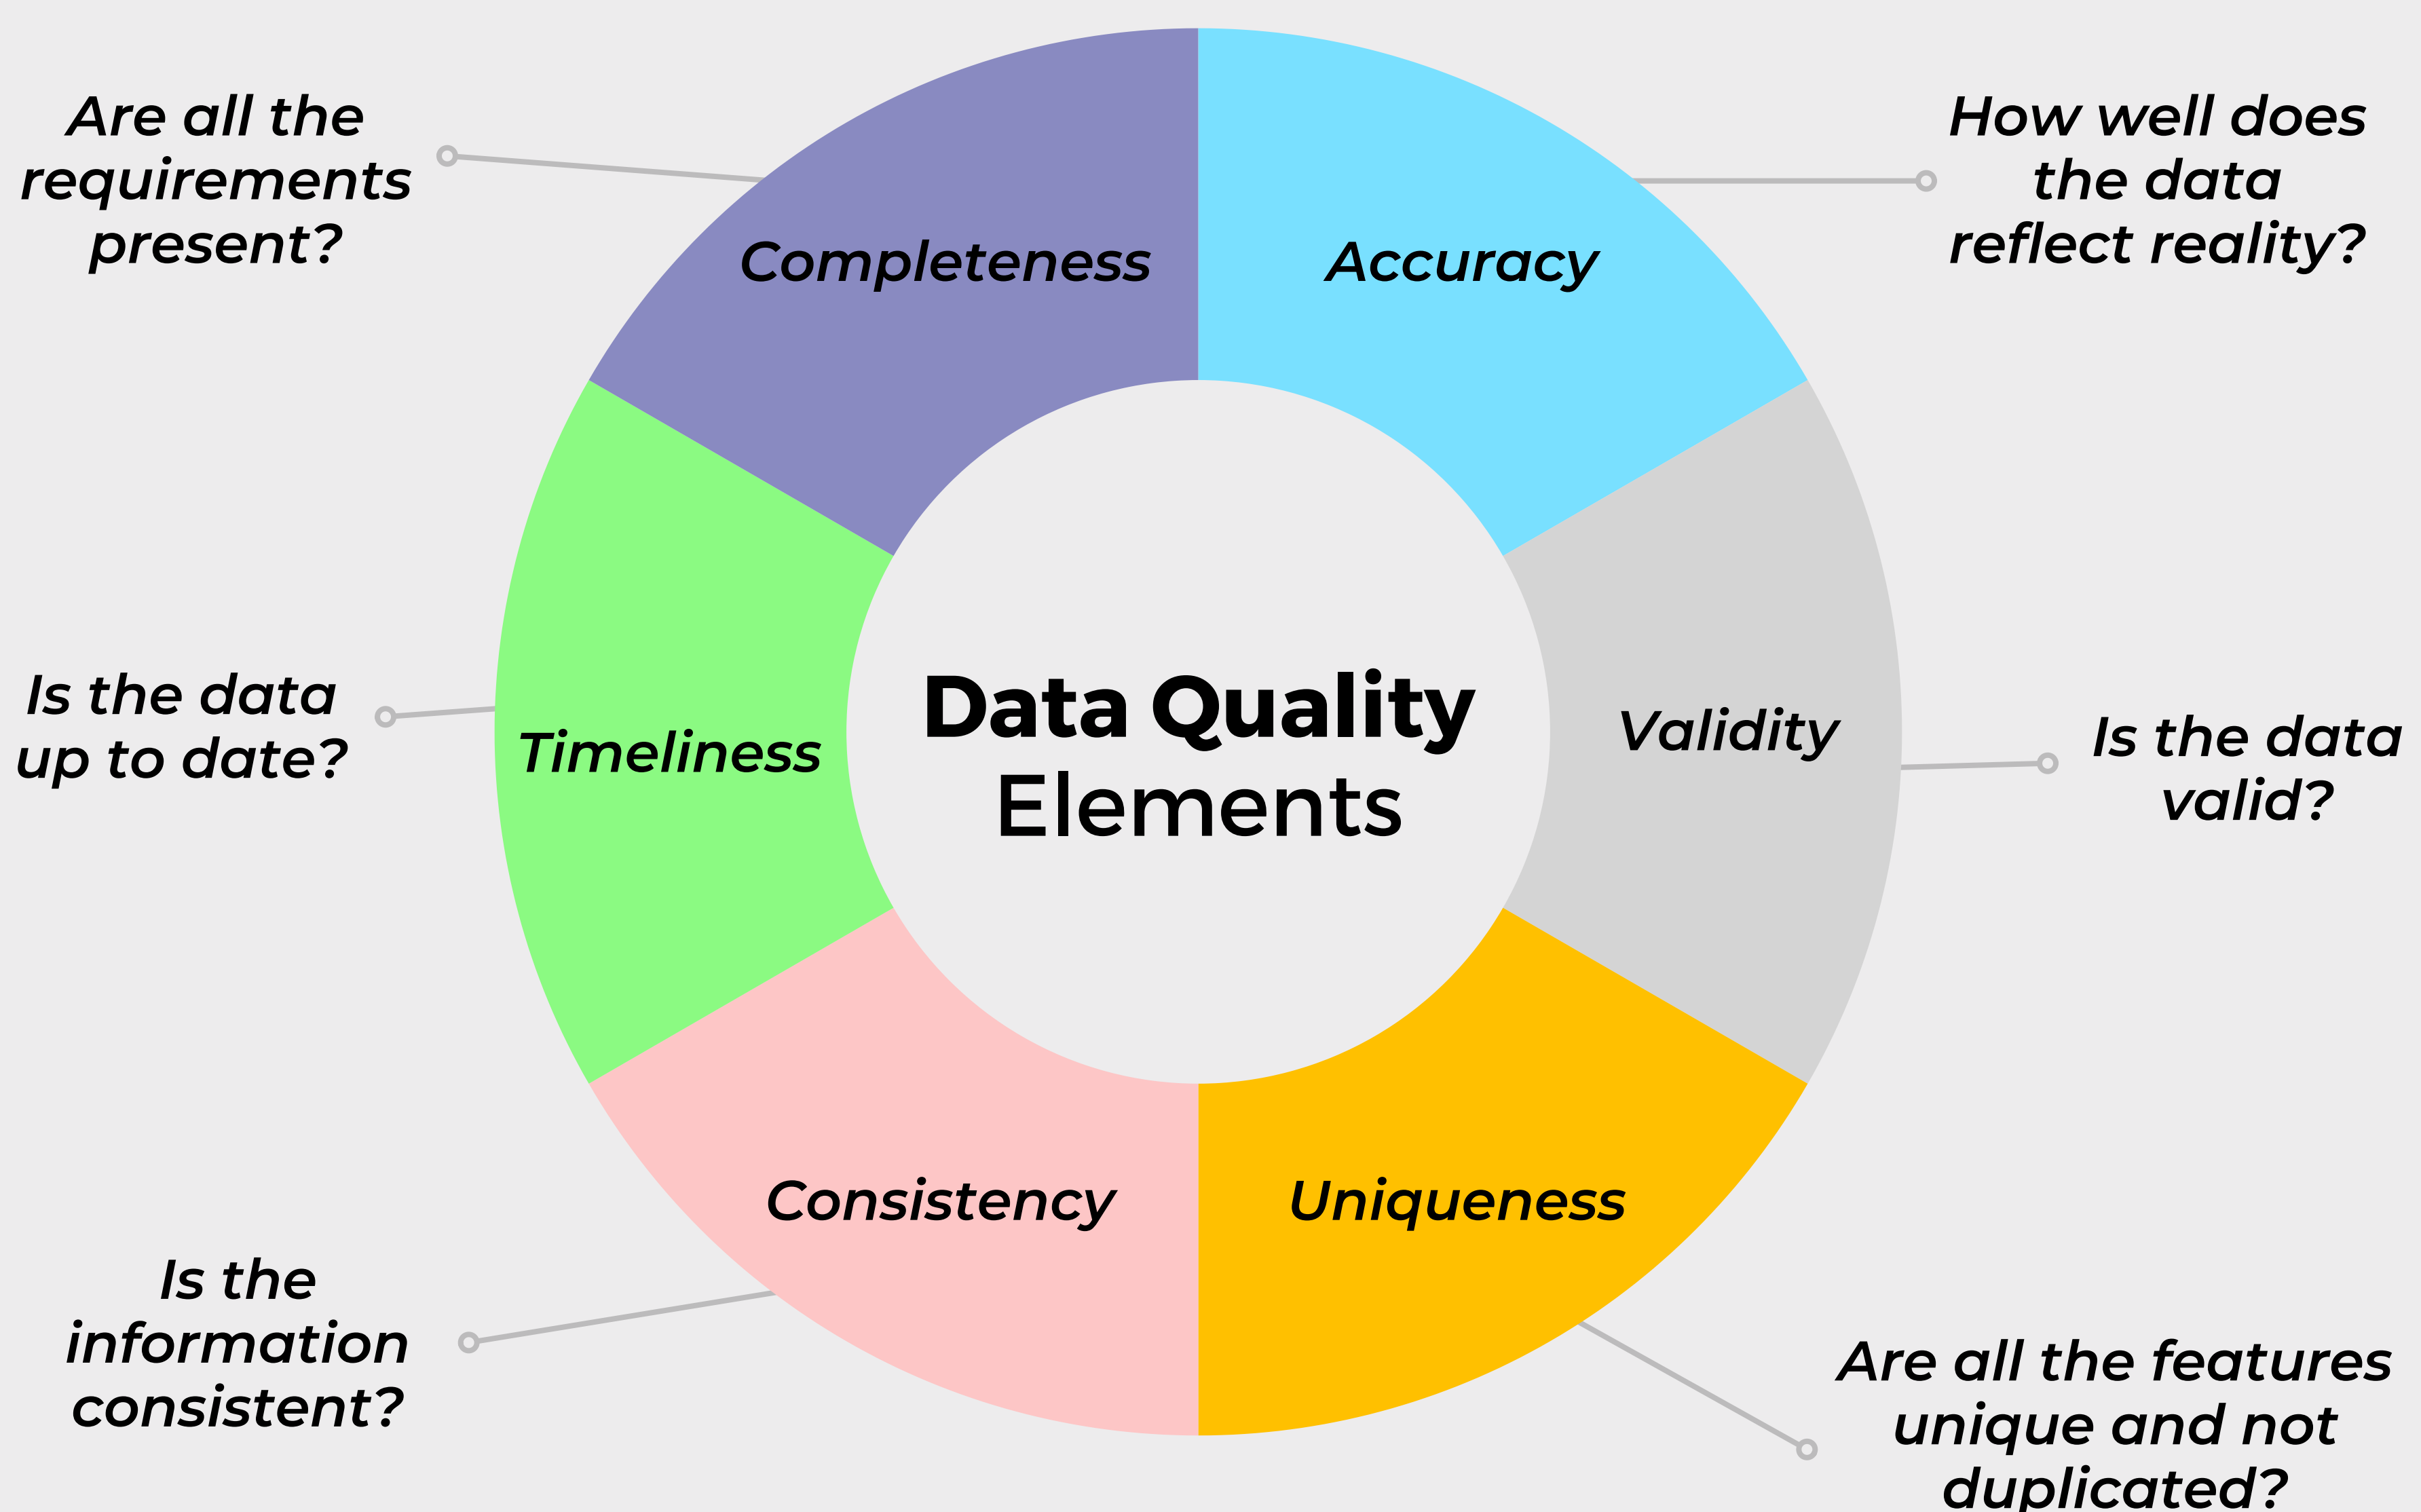 Are all the
requirements
present?
Completeness
Accuracy
How well does
the data
reflect reality?
Is the data
up to date?
Timeliness
Data Quality
Elements
Validity
Is the data
valid?
Consistency
Uniqueness
Is the
information
consistent?
Are all the features
unique and not
duplicated?